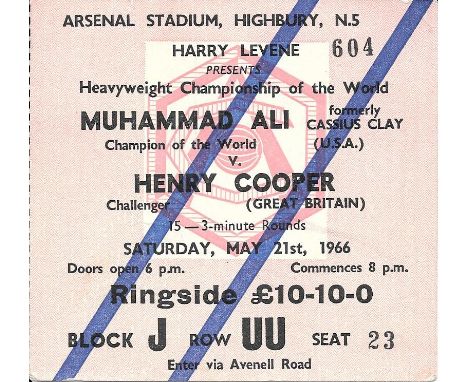 ARSENAL STADIUM, HIGHBURY, N.5
HARRY LEVENE 604
PRESENTS
Heavyweight Championship of the World
MUHAMMAD ALI formerly CASSIUS CLAY
Champion of the World (U.S.A.)
V.
HENRY COOPER
Challenger (GREAT BRITAIN)
15—3-minute Rounds
SATURDAY, MAY 21st, 1966
Doors open 6 p.m. Commences 8 p.m.
Ringside £10-10-0
BLOCK J ROW UU SEAT 23
Enter via Avenell Road